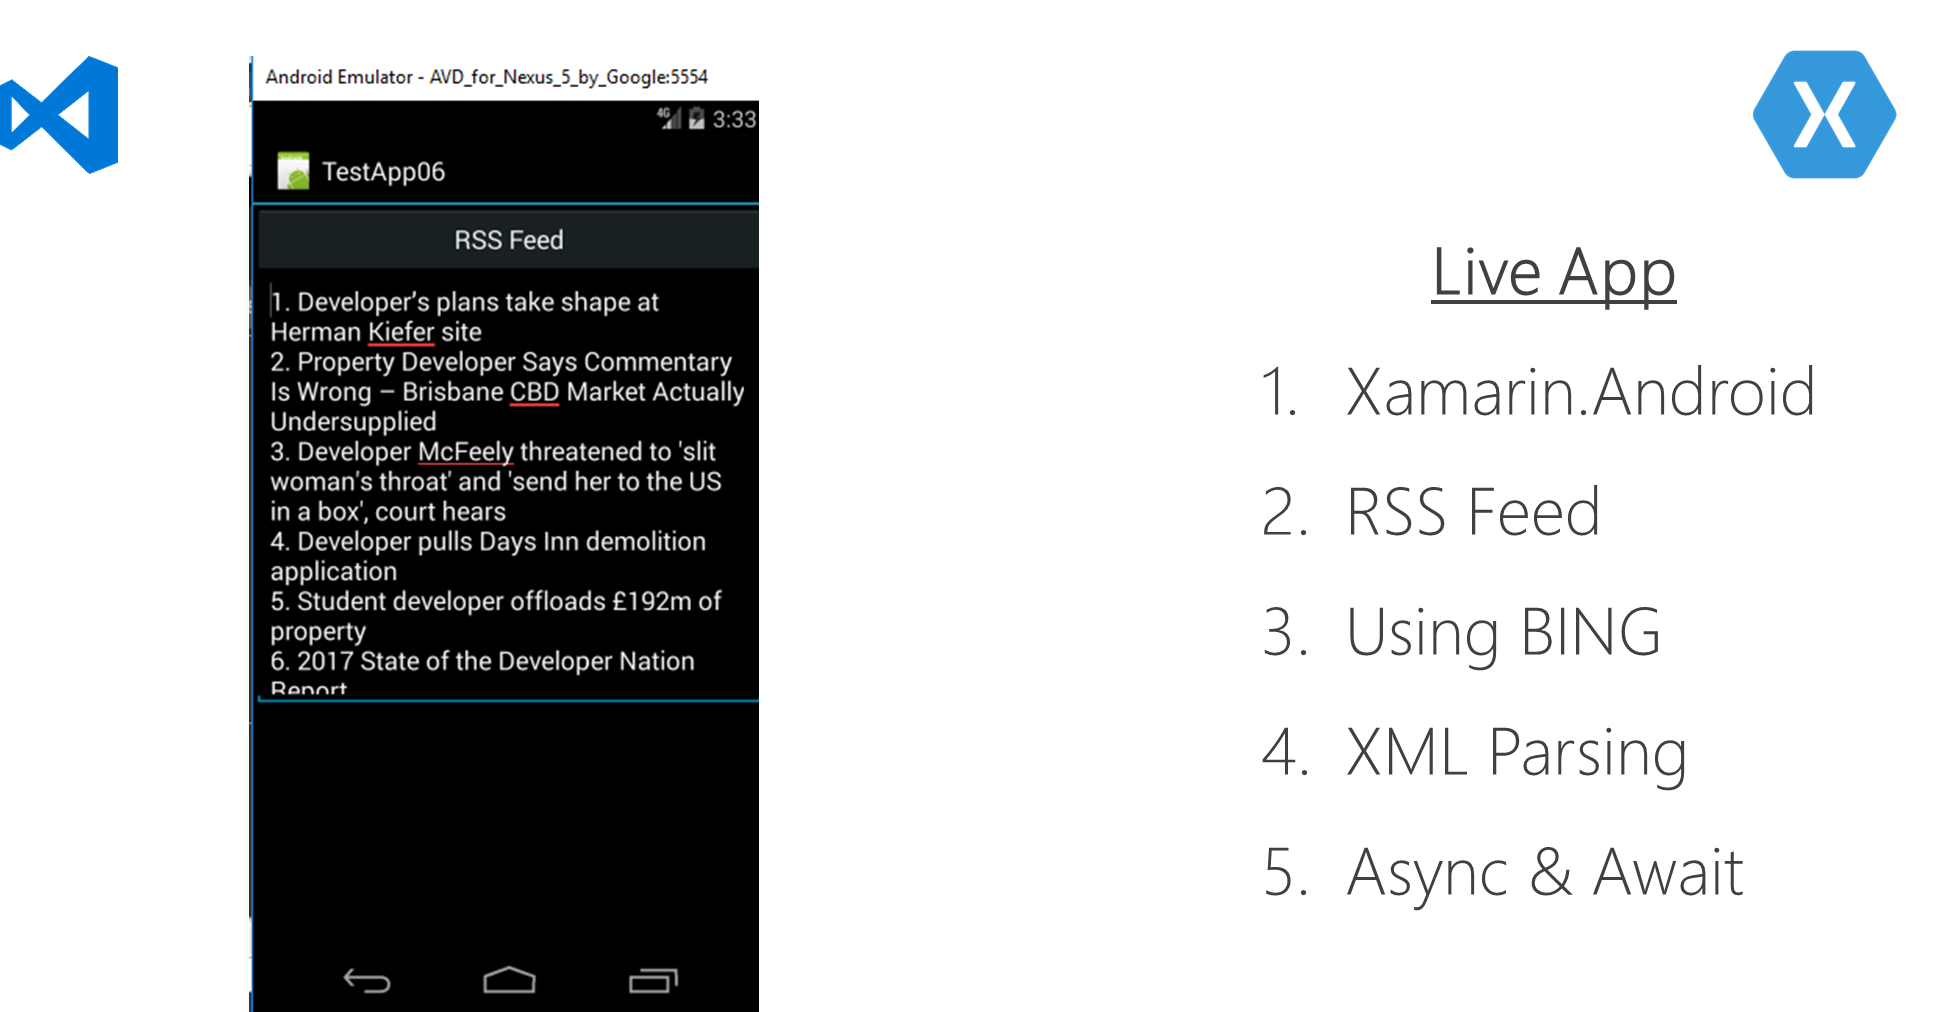 Android Emulator - AVD_for_Nexus_5_by_Google:5554
4G 3:33
TestApp06
RSS Feed
1. Developer’s plans take shape at
Herman Kiefer site
2. Property Developer Says Commentary
Is Wrong – Brisbane CBD Market Actually
Undersupplied
3. Developer McFeely threatened to 'slit
woman's throat' and 'send her to the US
in a box', court hears
4. Developer pulls Days Inn demolition
application
5. Student developer offloads £192m of
property
6. 2017 State of the Developer Nation
Report
Live App
1. Xamarin.Android
2. RSS Feed
3. Using BING
4. XML Parsing
5. Async & Await